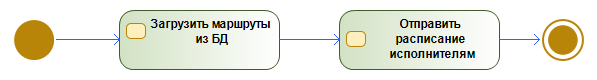 Загрузить маршруты
из БД
Отправить
расписание
исполнителям